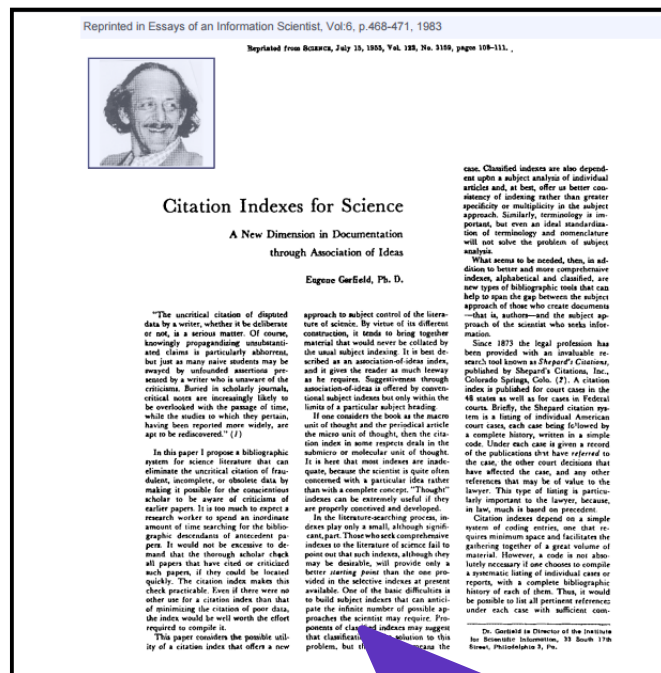 Reprinted in Essays of an Information Scientist, Vol:6, p.468-471, 1983
Reprinted from SCIENCE, July 15, 1955, Vol. 122, No. 3159, pages 108-111.
Citation Indexes for Science
A New Dimension in Documentation
through Association of Ideas
Eugene Garfield, Ph. D.
"The uncritical citation of disputed
data by a writer, whether it be deliberate
or not, is a serious matter. Of course,
knowingly propagandizing unsubstanti-
ated claims is particularly abhorrent,
but just as many naive students may be
swayed by unfounded assertions pre-
sented by a writer who is unaware of the
criticisms. Buried in scholarly journals,
critical notes are increasingly likely to
be overlooked with the passage of time,
while the studies to which they pertain,
having been reported more widely, are
apt to be rediscovered." (1)
In this paper I propose a bibliographic
system for science literature that can
eliminate the uncritical citation of frau-
dulent, incomplete, or obsolete data by
making it possible for the conscientious
scholar to be aware of criticisms of
earlier papers. It is too much to expect a
research worker to spend an inordinate
amount of time searching for the biblio-
graphic descendants of antecedent pa-
pers. It would not be excessive to de-
mand that the thorough scholar check
all papers that have cited or criticized
such papers, if they could be located
quickly. The citation index makes this
check practicable. Even if there were no
other use for a citation index than that
of minimizing the citation of poor data,
the index would be well worth the effort
required to compile it.
This paper considers the possible util-
ity of a citation index that offers a new
approach to subject control of the litera-
ture of science. By virtue of its different
construction, it tends to bring together
material that would never be collated by
the usual subject indexing. It is best de-
scribed as an association-of-ideas index,
and it gives the reader as much leeway
as he requires. Suggestiveness through
association-of-ideas is offered by conven-
tional subject indexes but only within the
limits of a particular subject heading.
If one considers the book as the macro
unit of thought and the periodical article
the micro unit of thought, then the cita-
tion index in some respects deals in the
submicro or molecular unit of thought.
It is here that most indexes are inade-
quate, because the scientist is quite often
concerned with a particular idea rather
than with a complete concept. "Thought"
indexes can be extremely useful if they
are properly conceived and developed.
In the literature-searching process, in-
dexes play only a small, although signifi-
cant, part. Those who seek comprehensive
indexes to the literature of science fail to
point out that such indexes, although they
may be desirable, will provide only a
better starting point than the one pro-
vided in the selective indexes at present
available. One of the basic difficulties is
to build subject indexes that can antici-
pate the infinite number of possible ap-
proaches the scientist may require. Pro-
ponents of classified indexes may suggest
that classification solution to this
problem, but means the
case. Classified indexes are also depend-
ent upon a subject analysis of individual
articles and, at best, offer us better con-
sistency of indexing rather than greater
specificity or multiplicity in the subject
approach. Similarly, terminology is im-
portant, but even an ideal standardiza-
tion of terminology and nomenclature
will not solve the problem of subject
analysis.
What seems to be needed, then, in ad-
dition to better and more comprehensive
indexes, alphabetical and classified, are
new types of bibliographic tools that can
help to span the gap between the subject
approach of those who create documents
—that is, authors—and the subject ap-
proach of the scientist who seeks infor-
mation.
Since 1873 the legal profession has
been provided with an invaluable re-
search tool known as Shepard's Citations,
published by Shepard's Citations, Inc.,
Colorado Springs, Colo. (2). A citation
index is published for court cases in the
48 states as well as for cases in Federal
courts. Briefly, the Shepard citation sys-
tem is a listing of individual American
court cases, each case being followed by
a complete history, written in a simple
code. Under each case is given a record
of the publications that have referred to
the case, the other court decisions that
have affected the case, and any other
references that may be of value to the
lawyer. This type of listing is particu-
larly important to the lawyer, because,
in law, much is based on precedent.
Citation indexes depend on a simple
system of coding entries, one that re-
quires minimum space and facilitates the
gathering together of a great volume of
material. However, a code is not abso-
lutely necessary if one chooses to compile
a systematic listing of individual cases or
reports, with a complete bibliographic
history of each of them. Thus, it would
be possible to list all pertinent references
under each case with sufficient com-
Dr. Garfield is Director of the Institute
for Scientific Information, 33 South 17th
Street, Philadelphia 3, Pa.